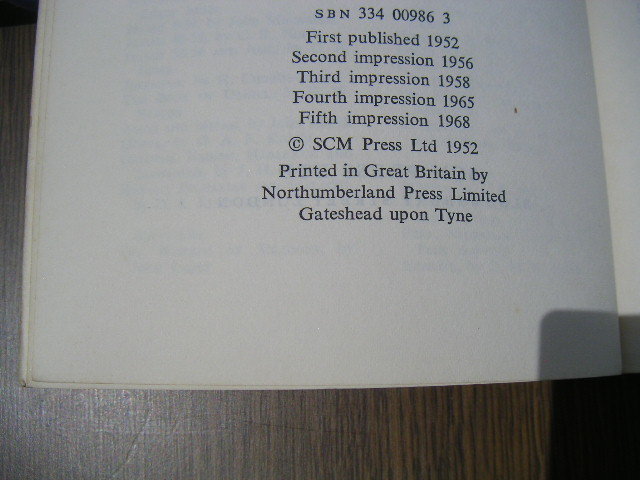 SBN 334 00986 3
First published 1952
Second impression 1956
Third impression 1958
Fourth impression 1965
Fifth impression 1968
© SCM Press Ltd 1952
Printed in Great Britain by
Northumberland Press Limited
Gateshead upon Tyne